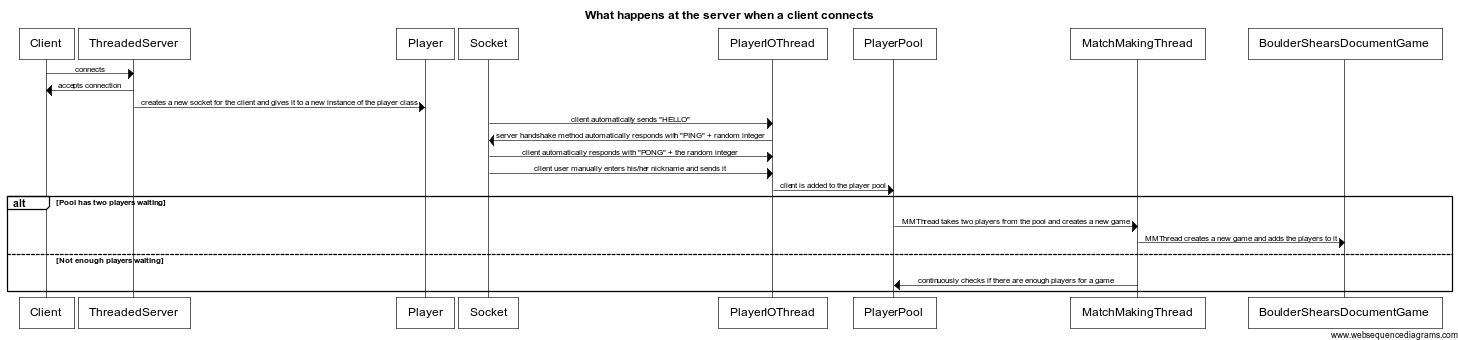 What happens at the server when a client connects
Client
ThreadedServer
Player
Socket
PlayerIOThread
PlayerPool
MatchMakingThread
BoulderShearsDocumentGame
connects
accepts connection
creates a new socket for the client and gives it to a new instance of the player class
client automatically sends "HELLO"
server handshake method automatically responds with "PING" + random integer
client automatically responds with "PONG" + the random integer
client user manually enters his/her nickname and sends it
client is added to the player pool
alt
[Pool has two players waiting]
MMThread takes two players from the pool and creates a new game
MMThread creates a new game and adds the players to it
[Not enough players waiting]
continuously checks if there are enough players for a game
Client
ThreadedServer
Player
Socket
PlayerIOThread
PlayerPool
MatchMakingThread
BoulderShearsDocumentGame
www.websequencediagrams.com